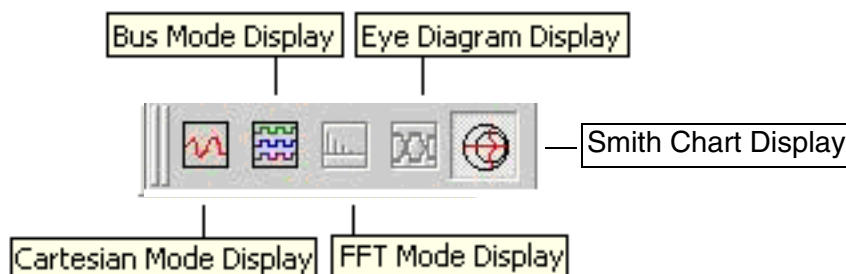 Bus Mode Display
Eye Diagram Display
Smith Chart Display
Cartesian Mode Display
FFT Mode Display